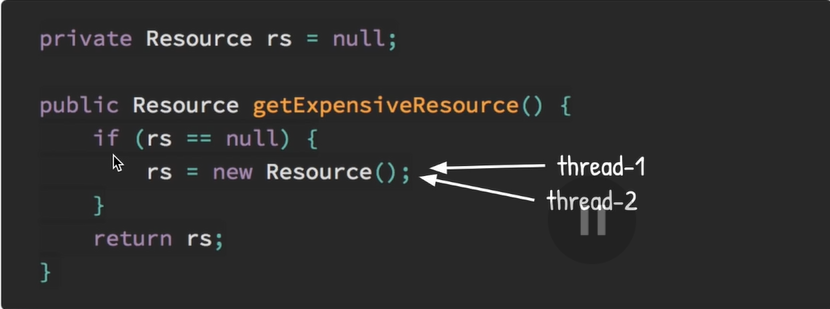 private Resource rs = null;
public Resource getExpensiveResource() {
if (rs == null) {
rs = new Resource();
thread-1
}
thread-2
return rs;
}